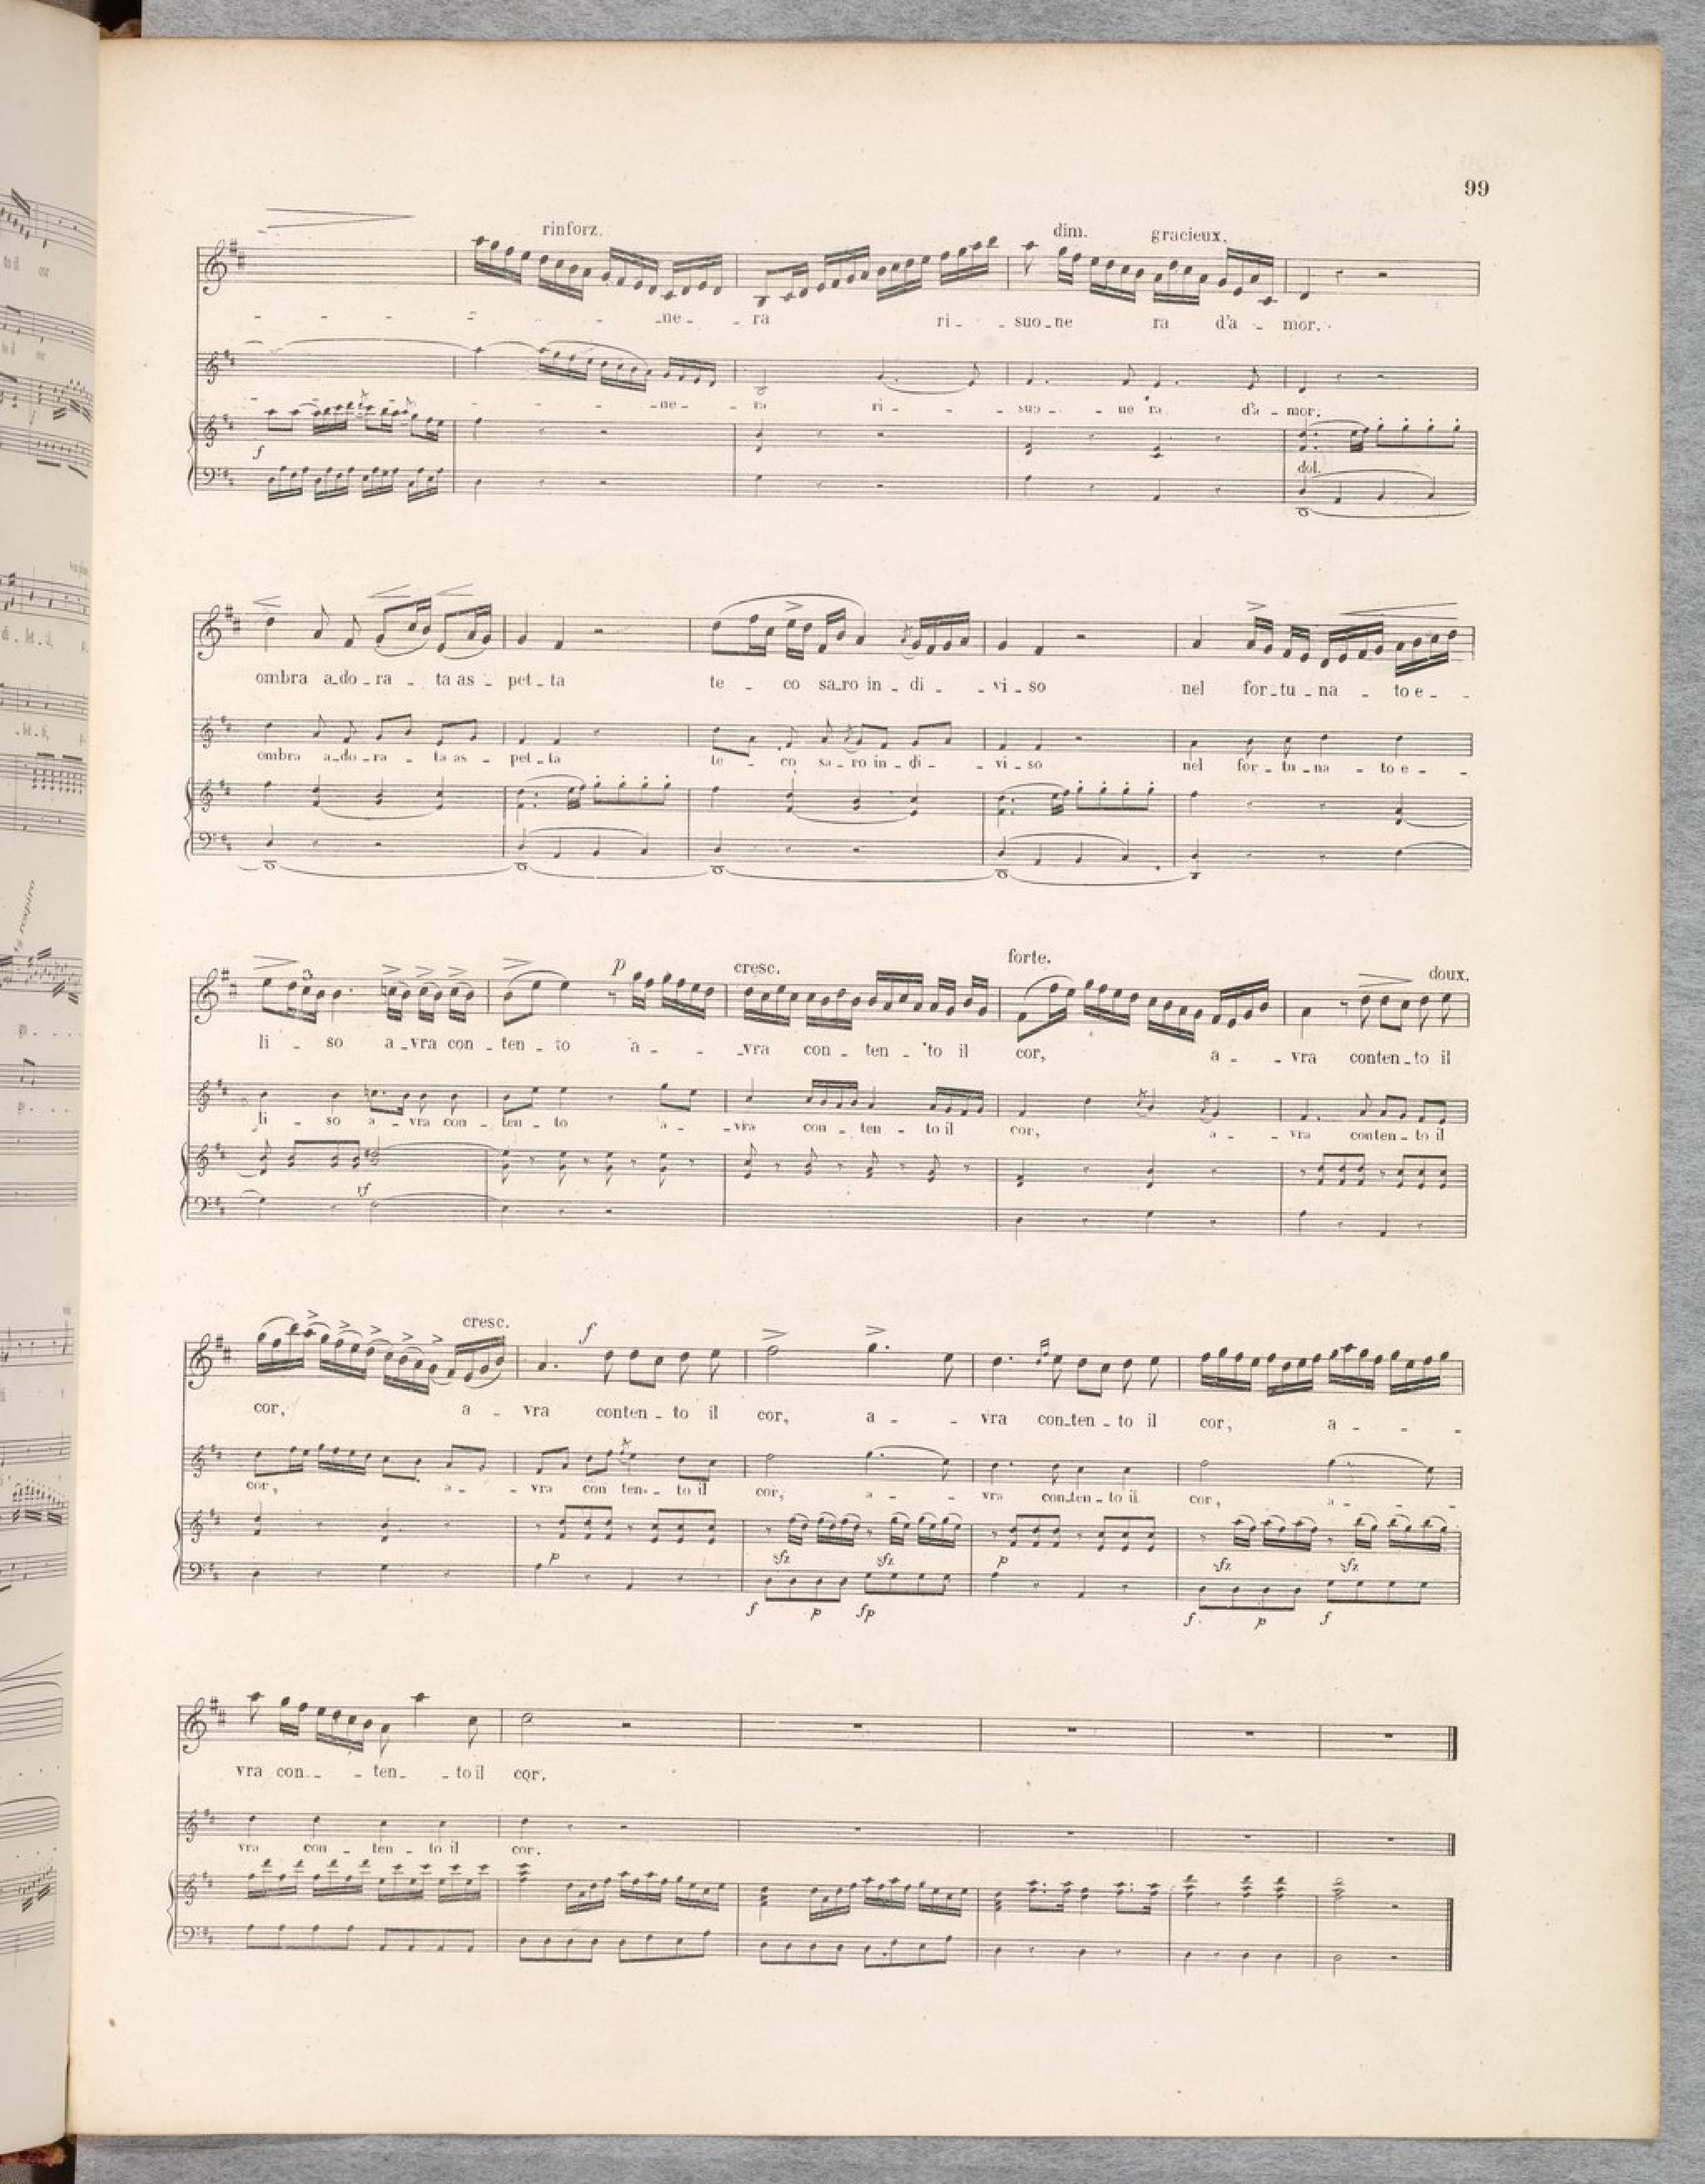 99
rinforz. dim. gracieux.
-ne- -ra ri- -suo-ne ra d'a - mor.
-ne- ra ri- -suo- - ne ra d'a - mor.
f
dol.
ombra a-do-ra - ta as - pet-ta te - co sa-ro in - di - -vi-so nel for-tu-na - to e-
ombra a-do-ra - ta as - pet-ta te - co sa-ro in-di - -vi-so nel for-tu-na - to e-
p cresc. forte. doux.
3
li - so a-vra con-ten-to a- -vra con-ten-to il cor, a- -vra conten-to il
li - so a-vra con-ten-to a- -vra con-ten-to il cor, a- -vra conten-to il
sf
cresc. f
cor, a - vra conten-to il cor, a- -vra con-ten-to il cor, a- - -
cor, a- -vra con ten-to il cor, a- -vra con-ten-to il cor, a- - -
p sfz sfz p sfz sfz
f p fp f. p f
vra con- -ten- -to il cor.
vra con-ten-to il cor.